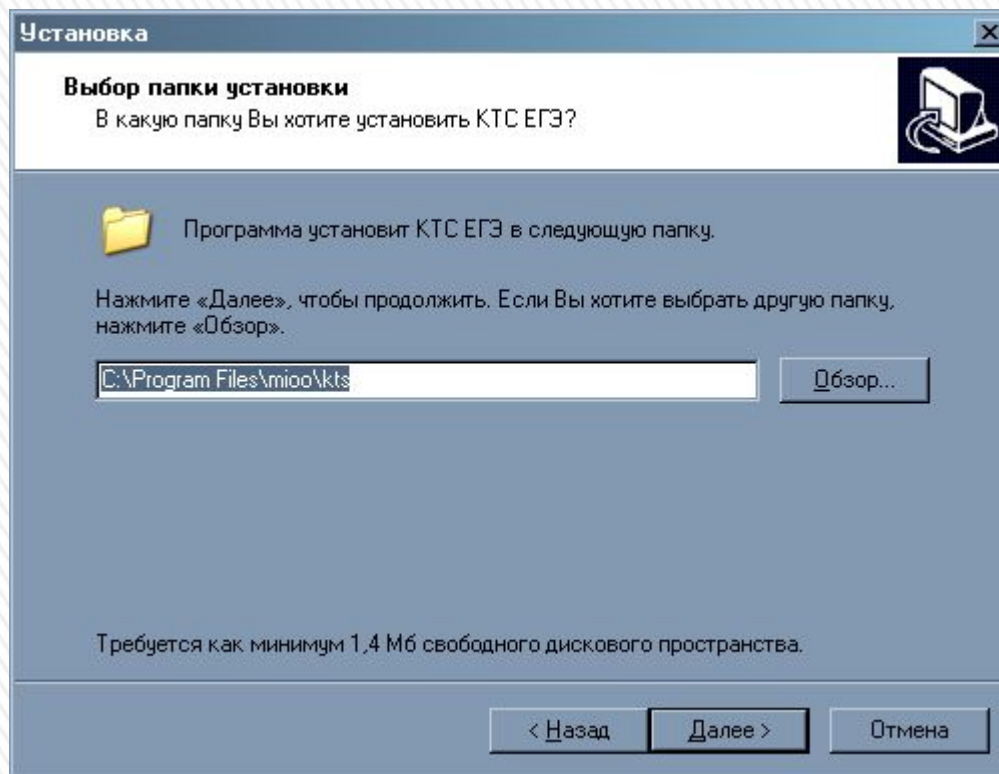 Установка
Выбор папки установки
В какую папку Вы хотите установить КТС ЕГЭ?
Программа установит КТС ЕГЭ в следующую папку.
Нажмите «Далее», чтобы продолжить. Если Вы хотите выбрать другую папку,
нажмите «Обзор».
C:\Program Files\mioo\kts
Обзор...
Требуется как минимум 1,4 Мб свободного дискового пространства.
< Назад
Далее >
Отмена